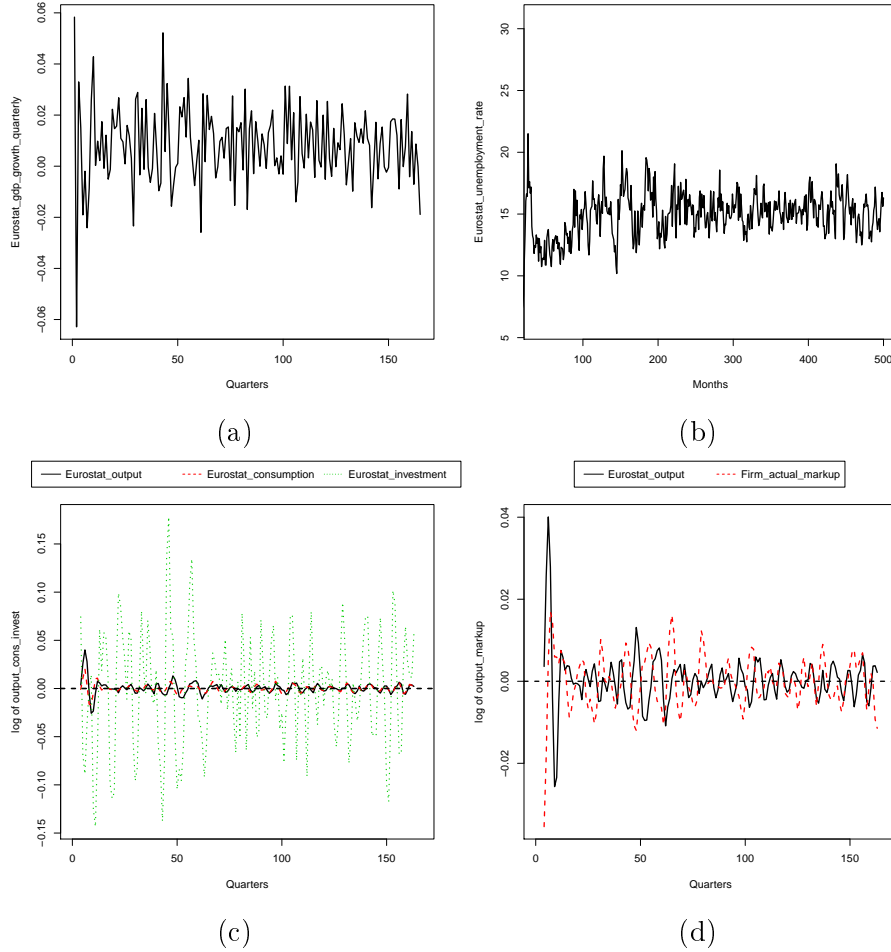 Eurostat_gdp_growth_quarterly
0.06
0.04
0.02
0.00
−0.02
−0.04
−0.06
0 50 100 150
Quarters
(a)
Eurostat_unemployment_rate
30
25
20
15
10
5
100 200 300 400 500
Months
(b)
Eurostat_output Eurostat_consumption Eurostat_investment
log of output_cons_invest
0.15
0.10
0.05
0.00
−0.05
−0.10
−0.15
0 50 100 150
Quarters
(c)
Eurostat_output Firm_actual_markup
log of output_markup
0.04
0.02
0.00
−0.02
0 50 100 150
Quarters
(d)